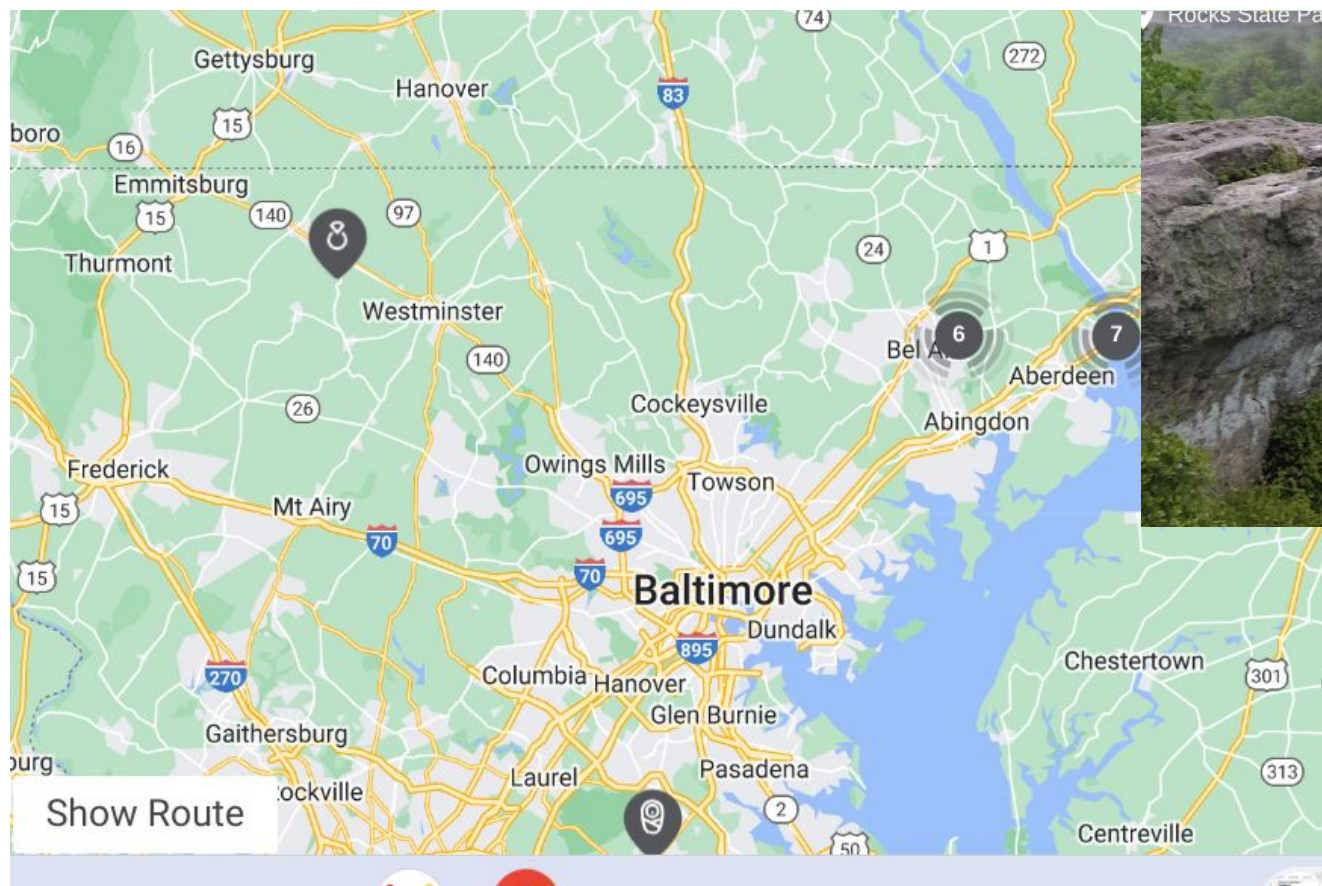 74
Rocks State Pa
Gettysburg
272
Hanover
83
15
boro
16
Emmitsburg
15
140
97
24
1
Thurmont
Westminster
6
7
Bel A
140
Aberdeen
Cockeysville
26
Abingdon
Frederick
Owings Mills
695
Towson
15
Mt Airy
70
695
70
15
Baltimore
Dundalk
895
Chestertown
270
Columbia
Hanover
301
Glen Burnie
Gaithersburg
burg
Laurel
Pasadena
313
ockville
2
Show Route
50
Centreville